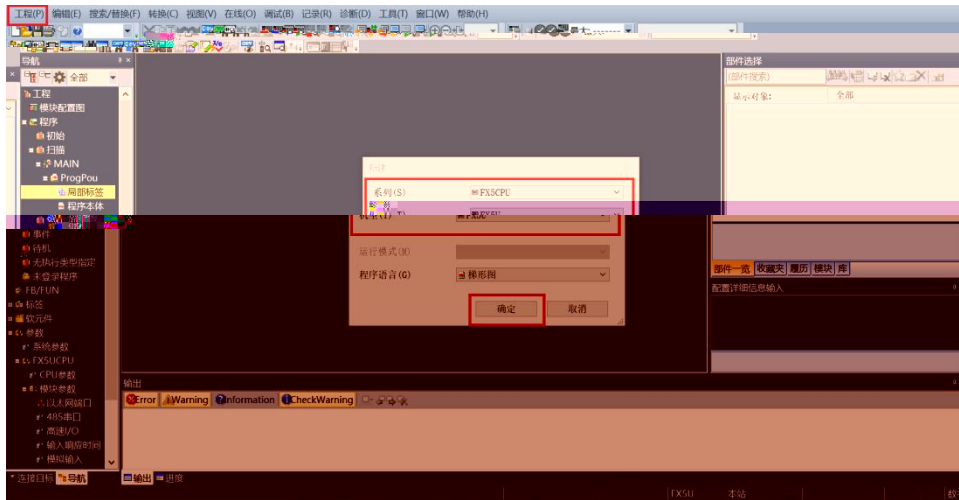 工程(P) 编辑(E) 搜索/替换(F) 转换(C) 视图(V) 在线(O) 调试(B) 记录(R) 诊断(D) 工具(T) 窗口(W) 帮助(H)
导航
全部
工程
模块配置图
程序
初始
扫描
MAIN
ProgPou
局部标签
程序本体
事件
待机
无执行类型指定
未登录程序
FB/FUN
标签
软元件
参数
系统参数
FX5UCPU
CPU参数
模块参数
以太网端口
485串口
高速I/O
输入响应时间
模拟输入
连接目标 导航
新建
系列(S) FX5CPU
FX5U
运行模式(M)
程序语言(G) 梯形图
确定 取消
部件选择
(部件搜索)
显示对象: 全部
部件一览 收藏夹 履历 模块 库
配置详细信息输入
输出
Error Warning Information CheckWarning
输出 进度
FX5U 本站